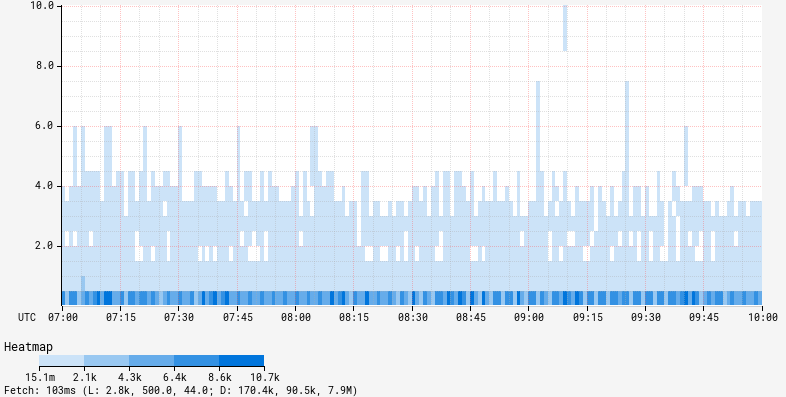 10.0
8.0
6.0
4.0
2.0
UTC 07:00 07:15 07:30 07:45 08:00 08:15 08:30 08:45 09:00 09:15 09:30 09:45 10:00
Heatmap
15.1m 2.1k 4.3k 6.4k 8.6k 10.7k
Fetch: 103ms (L: 2.8k, 500.0, 44.0; D: 170.4k, 90.5k, 7.9M)